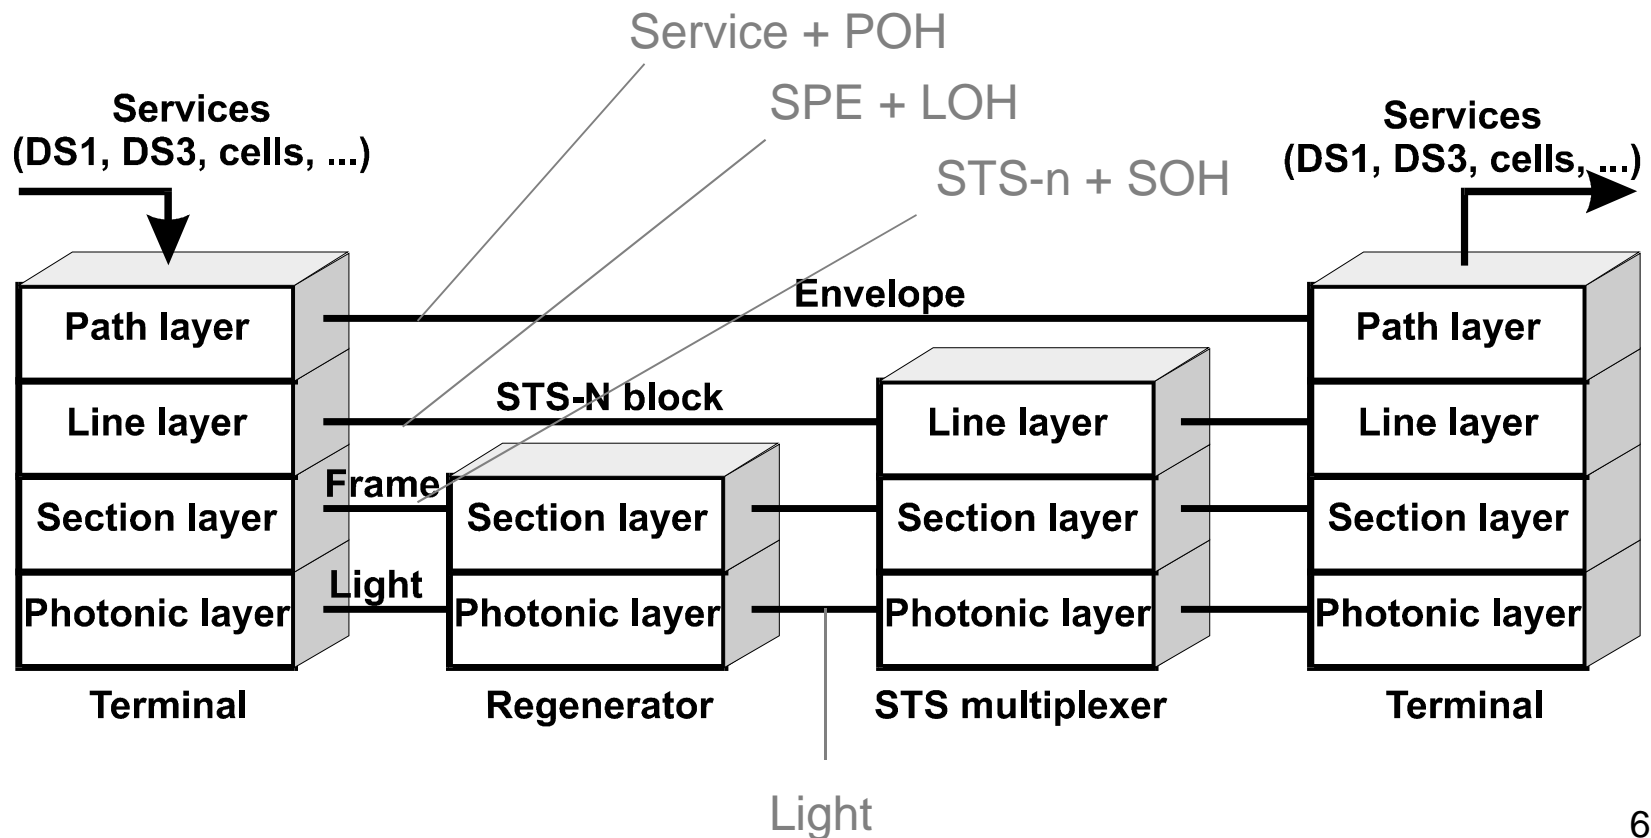 Service + POH
SPE + LOH
STS-n + SOH
Services
(DS1, DS3, cells, ...)
Services
(DS1, DS3, cells, ...)
Envelope
Path layer
Path layer
STS-N block
Line layer
Line layer
Line layer
Frame
Section layer
Section layer
Section layer
Section layer
Light
Photonic layer
Photonic layer
Photonic layer
Photonic layer
Terminal
Regenerator
STS multiplexer
Terminal
Light
6